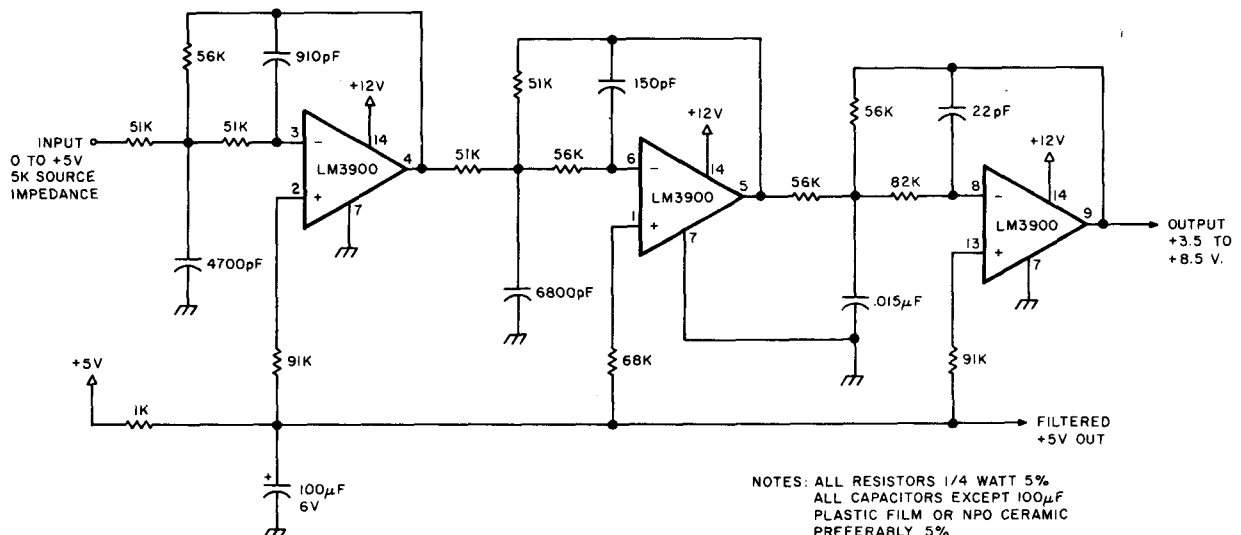 56K
910pF
+12V
14
INPUT
0 TO +5V
5K SOURCE
IMPEDANCE
51K
51K
3
−
LM3900
4
2
+
7
4700pF
91K
51K
150pF
+12V
14
51K
56K
6
−
LM3900
5
1
+
7
6800pF
68K
56K
22pF
+12V
14
56K
82K
8
−
LM3900
9
13
+
7
.015μF
91K
OUTPUT
+3.5 TO
+8.5 V.
+5V
1K
+
100μF
6V
FILTERED
+5V OUT
NOTES: ALL RESISTORS 1/4 WATT 5%
ALL CAPACITORS EXCEPT 100μF
PLASTIC FILM OR NPO CERAMIC
PREFERABLY 5%